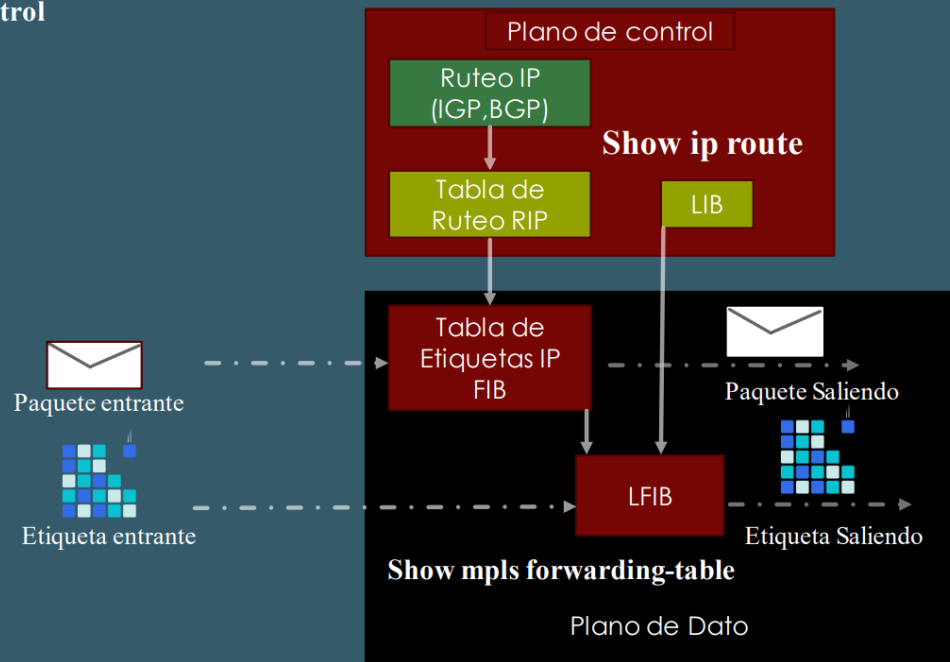 trol
Plano de control
Ruteo IP
(IGP,BGP)
Show ip route
Tabla de
Ruteo RIP
LIB
Tabla de
Etiquetas IP
FIB
Paquete entrante
Paquete Saliendo
LFIB
Etiqueta entrante
Etiqueta Saliendo
Show mpls forwarding-table
Plano de Dato